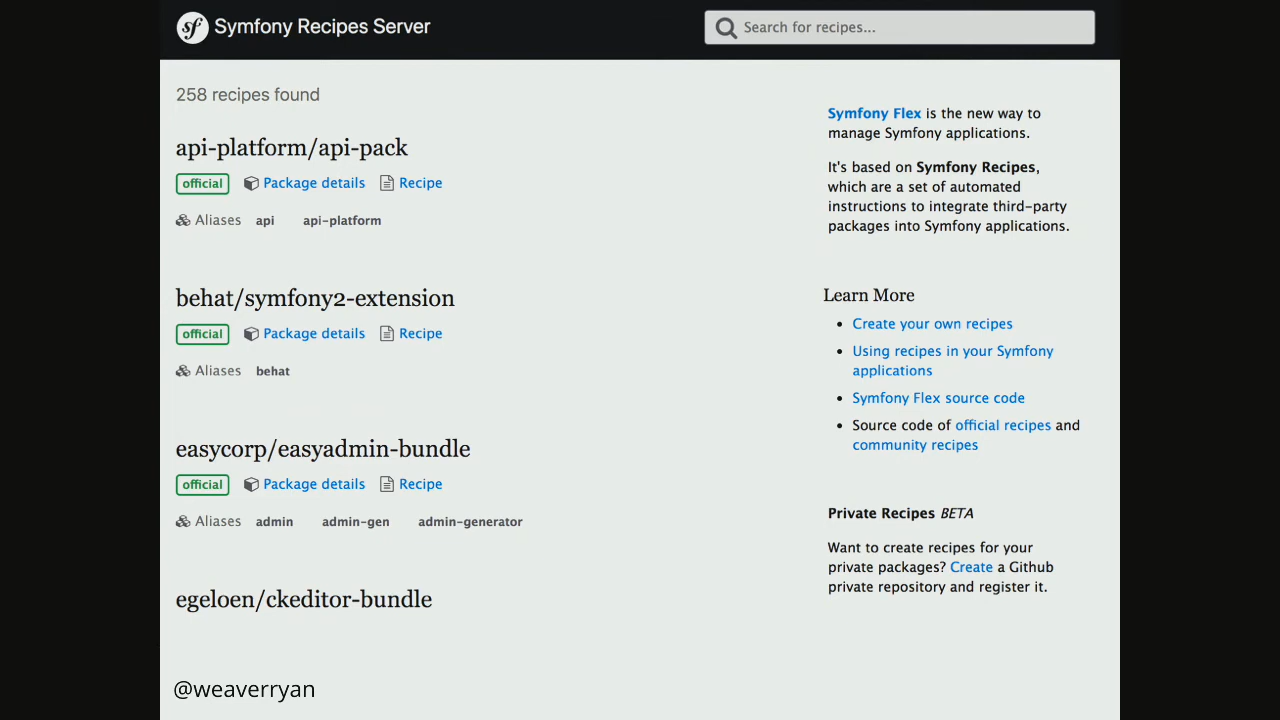 Symfony Recipes Server
Search for recipes...
258 recipes found
api-platform/api-pack
official Package details Recipe
Aliases api api-platform
behat/symfony2-extension
official Package details Recipe
Aliases behat
easycorp/easyadmin-bundle
official Package details Recipe
Aliases admin admin-gen admin-generator
egeloen/ckeditor-bundle
Symfony Flex is the new way to
manage Symfony applications.
It's based on Symfony Recipes,
which are a set of automated
instructions to integrate third-party
packages into Symfony applications.
Learn More
Create your own recipes
Using recipes in your Symfony
applications
Symfony Flex source code
Source code of official recipes and
community recipes
Private Recipes BETA
Want to create recipes for your
private packages? Create a Github
private repository and register it.
@weaverryan